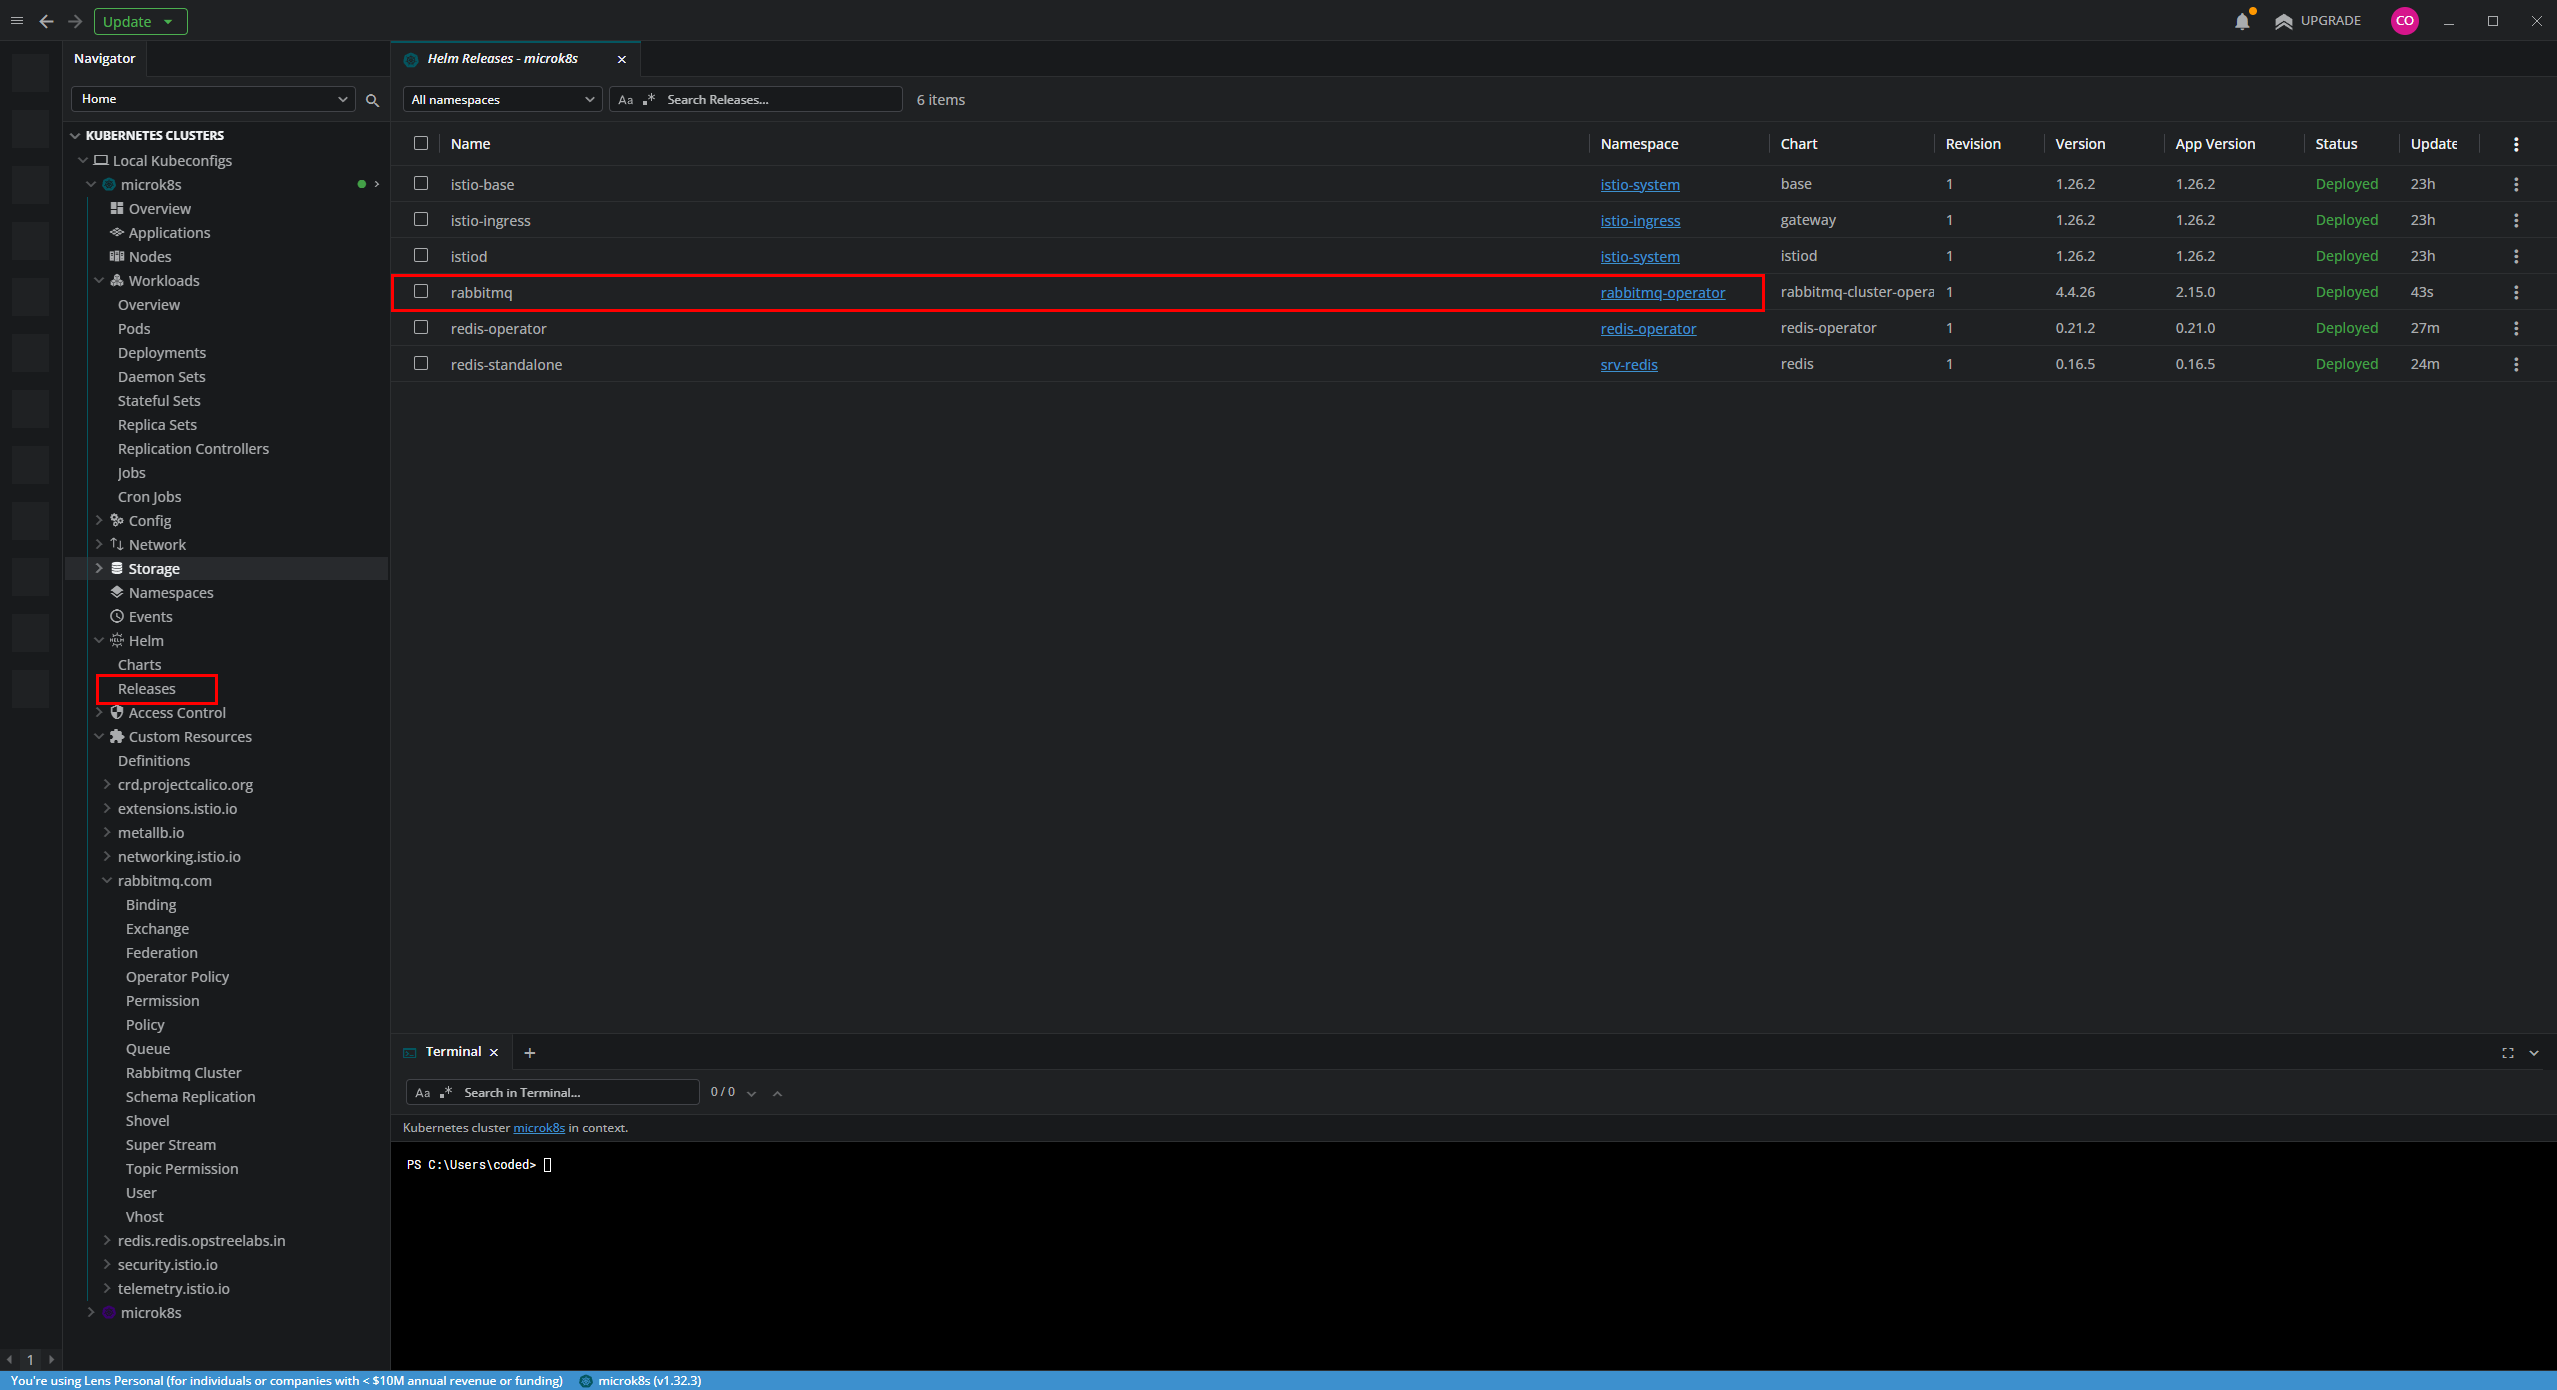 Update
UPGRADE
CO
Navigator
Helm Releases - microk8s
Home
All namespaces
Aa .* Search Releases...
6 items
KUBERNETES CLUSTERS
Local Kubeconfigs
microk8s
Overview
Applications
Nodes
Workloads
Overview
Pods
Deployments
Daemon Sets
Stateful Sets
Replica Sets
Replication Controllers
Jobs
Cron Jobs
Config
Network
Storage
Namespaces
Events
Helm
Charts
Releases
Access Control
Custom Resources
Definitions
crd.projectcalico.org
extensions.istio.io
metallb.io
networking.istio.io
rabbitmq.com
Binding
Exchange
Federation
Operator Policy
Permission
Policy
Queue
Rabbitmq Cluster
Schema Replication
Shovel
Super Stream
Topic Permission
User
Vhost
redis.redis.opstreelabs.in
security.istio.io
telemetry.istio.io
microk8s
1
Name Namespace Chart Revision Version App Version Status Update
istio-base istio-system base 1 1.26.2 1.26.2 Deployed 23h
istio-ingress istio-ingress gateway 1 1.26.2 1.26.2 Deployed 23h
istiod istio-system istiod 1 1.26.2 1.26.2 Deployed 23h
rabbitmq rabbitmq-operator rabbitmq-cluster-opera 1 4.4.26 2.15.0 Deployed 43s
redis-operator redis-operator redis-operator 1 0.21.2 0.21.0 Deployed 27m
redis-standalone srv-redis redis 1 0.16.5 0.16.5 Deployed 24m
Terminal
Aa .* Search in Terminal... 0 / 0
Kubernetes cluster microk8s in context.
PS C:\Users\coded>
You're using Lens Personal (for individuals or companies with < $10M annual revenue or funding) microk8s (v1.32.3)